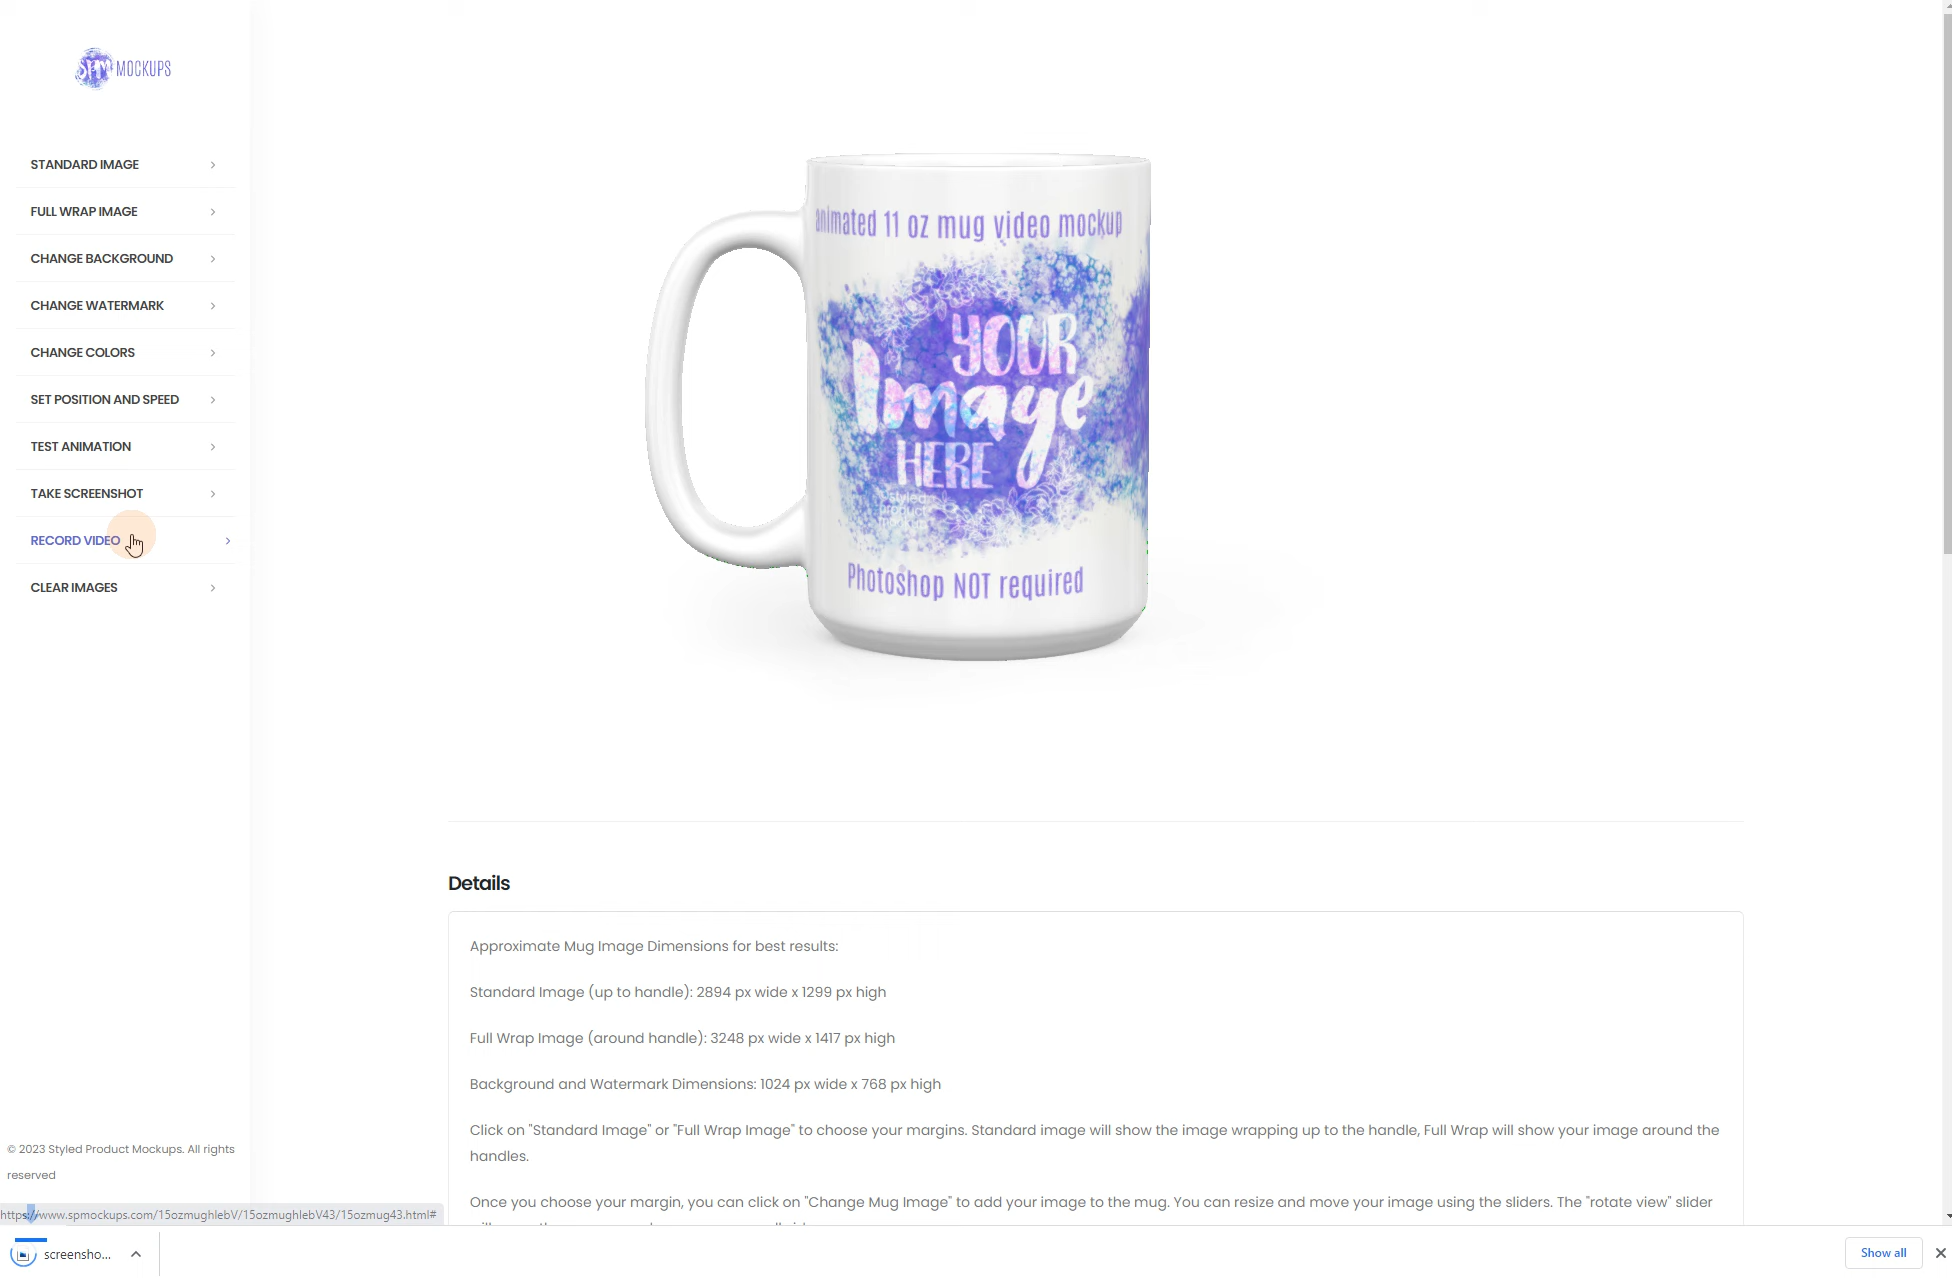 SPM MOCKUPS
STANDARD IMAGE
FULL WRAP IMAGE
CHANGE BACKGROUND
CHANGE WATERMARK
CHANGE COLORS
SET POSITION AND SPEED
TEST ANIMATION
TAKE SCREENSHOT
RECORD VIDEO
CLEAR IMAGES
animated 11 oz mug video mockup
YOUR
Image
HERE
styled
product
Photoshop NOT required
Details
Approximate Mug Image Dimensions for best results:
Standard Image (up to handle): 2894 px wide x 1299 px high
Full Wrap Image (around handle): 3248 px wide x 1417 px high
Background and Watermark Dimensions: 1024 px wide x 768 px high
Click on "Standard Image" or "Full Wrap Image" to choose your margins. Standard image will show the image wrapping up to the handle, Full Wrap will show your image around the
handles.
Once you choose your margin, you can click on "Change Mug Image" to add your image to the mug. You can resize and move your image using the sliders. The "rotate view" slider
© 2023 Styled Product Mockups. All rights
reserved
https://www.spmockups.com/15ozmughlebV/15ozmughlebV43/15ozmug43.html#
screensho...
Show all